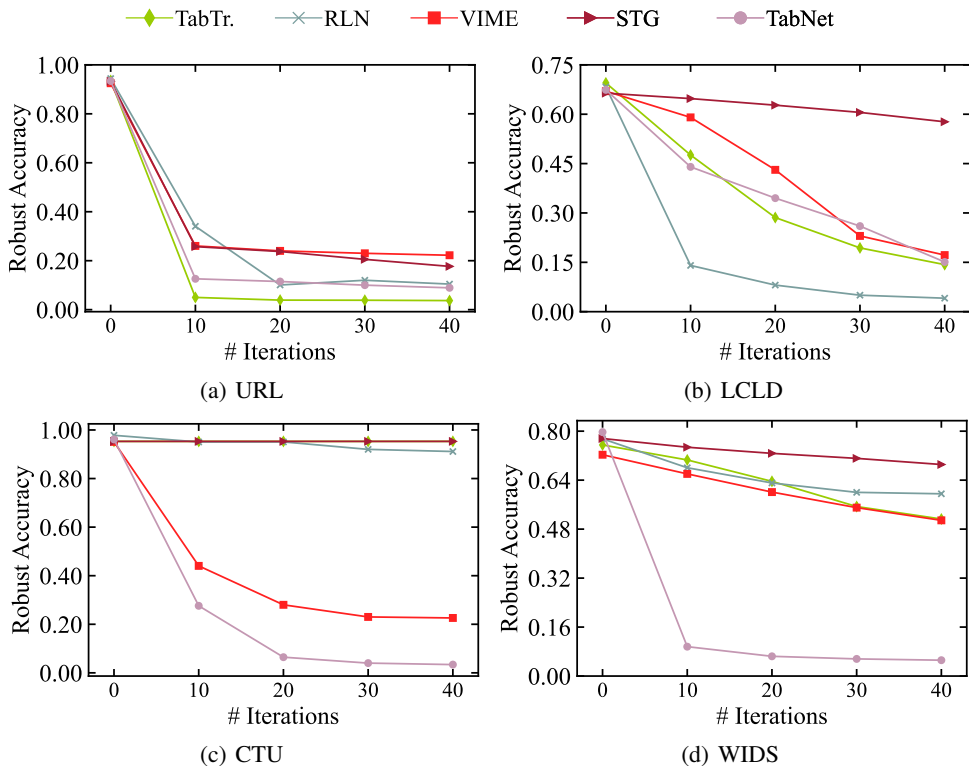 TabTr. RLN VIME STG TabNet
1.00
0.80
0.60
0.40
0.20
0.00
Robust Accuracy
0 10 20 30 40
# Iterations
(a) URL
0.75
0.60
0.45
0.30
0.15
0.00
Robust Accuracy
0 10 20 30 40
# Iterations
(b) LCLD
1.00
0.80
0.60
0.40
0.20
0.00
Robust Accuracy
0 10 20 30 40
# Iterations
(c) CTU
0.80
0.64
0.48
0.32
0.16
0.00
Robust Accuracy
0 10 20 30 40
# Iterations
(d) WIDS